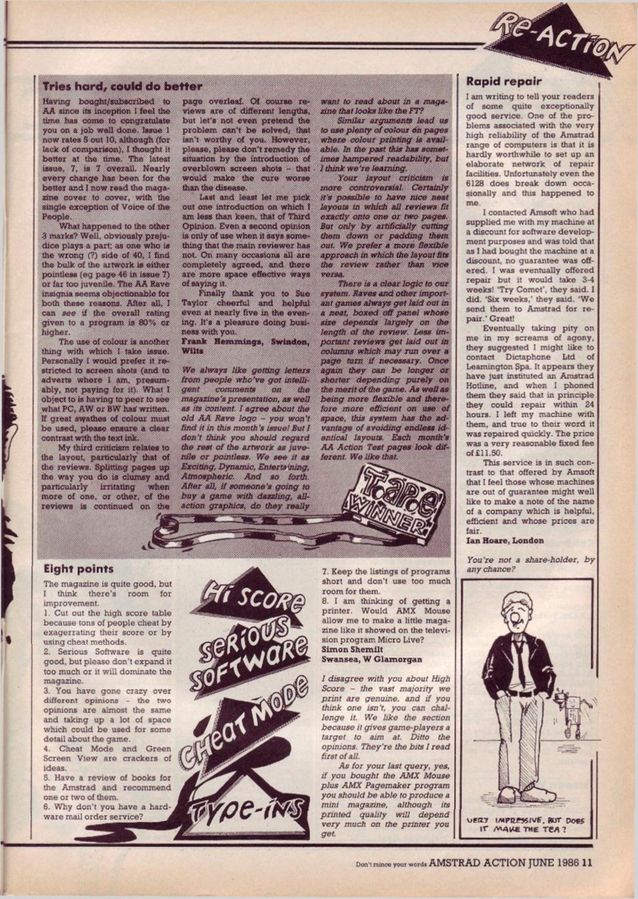 Re-ACTION
Tries hard, could do better
Having bought/subscribed to
AA since its inception I feel the
time has come to congratulate
you on a job well done. Issue 1
now rates 5 out 10, although (for
lack of comparison), I thought it
better at the time. The latest
issue, 7, is 7 overall. Nearly
every change has been for the
better and I now read the maga-
zine cover to cover, with the
single exception of Voice of the
People.
What happened to the other
3 marks? Well, obviously preju-
dice plays a part; as one who is
the wrong (?) side of 40, I find
the bulk of the artwork is either
pointless (eg page 46 in issue 7)
or far too juvenile. The AA Rave
insignia seems objectionable for
both these reasons. After all, I
can see if the overall rating
given to a program is 80% or
higher.
The use of colour is another
thing with which I take issue.
Personally I would prefer it re-
stricted to screen shots (and to
adverts where I am, presum-
ably, not paying for it). What I
object to is having to peer to see
what PC, AW or BW has written.
If great swathes of colour must
be used, please ensure a clear
contrast with the text ink.
My third criticism relates to
the layout, particularly that of
the reviews. Splitting pages up
the way you do is clumsy and
particularly irritating when
more of one, or other, of the
reviews is continued on the
page overleaf. Of course re-
views are of different lengths,
but let's not even pretend the
problem can't be solved; that
isn't worthy of you. However,
please, please don't remedy the
situation by the introduction of
overblown screen shots – that
would make the cure worse
than the disease.
Last and least let me pick
out one introduction on which I
am less than keen, that of Third
Opinion. Even a second opinion
is only of use when it says some-
thing that the main reviewer has
not. On many occasions all are
completely agreed, and there
are more space effective ways
of saying it.
Finally thank you to Sue
Taylor cheerful and helpful
even at nearly five in the even-
ing. It's a pleasure doing busi-
ness with you.
Frank Hemmings, Swindon,
Wilts
We always like getting letters
from people who've got intelli-
gent comments on the
magazine's presentation, as well
as its content. I agree about the
old AA Rave logo – you won't
find it in this month's issue! But I
don't think you should regard
the rest of the artwork as juve-
nile or pointless. We see it as
Exciting, Dynamic, Entertaining,
Atmospheric. And so forth.
After all, if someone's going to
buy a game with dazzling, all-
action graphics, do they really
want to read about in a maga-
zine that looks like the FT?
Similar arguments lead us
to use plenty of colour on pages
where colour printing is avail-
able. In the past this has some-
times hampered readability, but
I think we're learning.
Your layout criticism is
more controversial. Certainly
it's possible to have nice neat
layouts in which all reviews fit
exactly onto one or two pages.
But only by artificially cutting
them down or padding them
out. We prefer a more flexible
approach in which the layout fits
the review rather than vice
versa.
There is a clear logic to our
system. Raves and other import-
ant games always get laid out in
a neat, boxed off panel whose
size depends largely on the
length of the review. Less im-
portant reviews get laid out in
columns which may run over a
page turn if necessary. Once
again they can be longer or
shorter depending purely on
the merit of the game. As well as
being more flexible and there-
fore more efficient on use of
space, this system has the ad-
vantage of avoiding endless id-
entical layouts. Each month's
AA Action Test pages look dif-
ferent. We like that.
TAPE
WINNER
Rapid repair
I am writing to tell your readers
of some quite exceptionally
good service. One of the pro-
blems associated with the very
high reliability of the Amstrad
range of computers is that it is
hardly worthwhile to set up an
elaborate network of repair
facilities. Unfortunately even the
6128 does break down occa-
sionally and this happened to
me.
I contacted Amsoft who had
supplied me with my machine at
a discount for software develop-
ment purposes and was told that
as I had bought the machine at a
discount, no guarantee was off-
ered. I was eventually offered
repair but it would take 3-4
weeks! 'Try Comet', they said. I
did. 'Six weeks,' they said. 'We
send them to Amstrad for re-
pair.' Great!
Eventually taking pity on
me in my screams of agony,
they suggested I might like to
contact Dictaphone Ltd of
Leamington Spa. It appears they
have just instituted an Amstrad
Hotline, and when I phoned
them they said that in principle
they could repair within 24
hours. I left my machine with
them, and true to their word it
was repaired quickly. The price
was a very reasonable fixed fee
of £11.50.
This service is in such con-
trast to that offered by Amsoft
that I feel those whose machines
are out of guarantee might well
like to make a note of the name
of a company which is helpful,
efficient and whose prices are
fair.
Ian Hoare, London
You're not a share-holder, by
any chance?
VERY IMPRESSIVE, BUT DOES
IT MAKE THE TEA?
Eight points
The magazine is quite good, but
I think there's room for
improvement.
1. Cut out the high score table
because tons of people cheat by
exagerrating their score or by
using cheat methods.
2. Serious Software is quite
good, but please don't expand it
too much or it will dominate the
magazine.
3. You have gone crazy over
different opinions – the two
opinions are almost the same
and taking up a lot of space
which could be used for some
detail about the game.
4. Cheat Mode and Green
Screen View are crackers of
ideas.
5. Have a review of books for
the Amstrad and recommend
one or two of them.
6. Why don't you have a hard-
ware mail order service?
Hi SCORE
SERIOUS
SOFTWARE
CHEAT MODE
TYPE-INS
7. Keep the listings of programs
short and don't use too much
room for them.
8. I am thinking of getting a
printer. Would AMX Mouse
allow me to make a little maga-
zine like it showed on the televi-
sion program Micro Live?
Simon Shemilt
Swansea, W Glamorgan
I disagree with you about High
Score – the vast majority we
print are genuine, and if you
think one isn't, you can chal-
lenge it. We like the section
because it gives game-players a
target to aim at. Ditto the
opinions. They're the bits I read
first of all.
As for your last query, yes,
if you bought the AMX Mouse
plus AMX Pagemaker program
you should be able to produce a
mini magazine, although its
printed quality will depend
very much on the printer you
get.
Don't mince your words AMSTRAD ACTION JUNE 1986 11